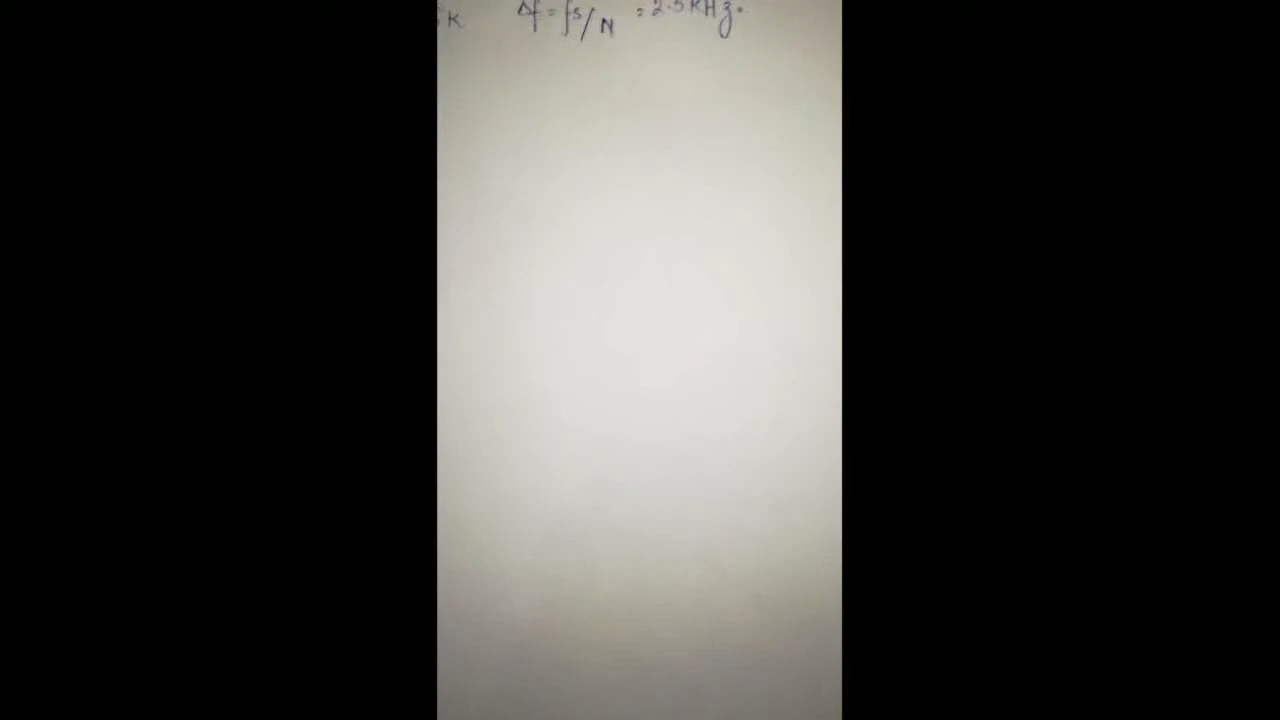 K Δf = fs/N = 2.5 KHz.